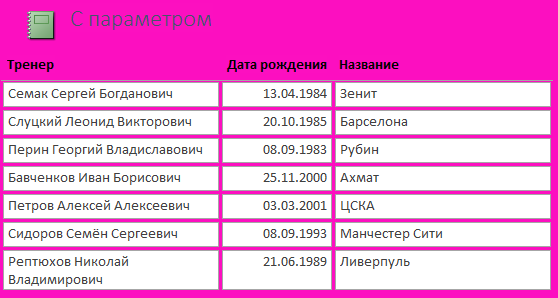 С параметром
Тренер Дата рождения Название
Семак Сергей Богданович 13.04.1984 Зенит
Слуцкий Леонид Викторович 20.10.1985 Барселона
Перин Георгий Владиславович 08.09.1983 Рубин
Бавченков Иван Борисович 25.11.2000 Ахмат
Петров Алексей Алексеевич 03.03.2001 ЦСКА
Сидоров Семён Сергеевич 08.09.1993 Манчестер Сити
Рептюхов Николай 21.06.1989 Ливерпуль
Владимирович